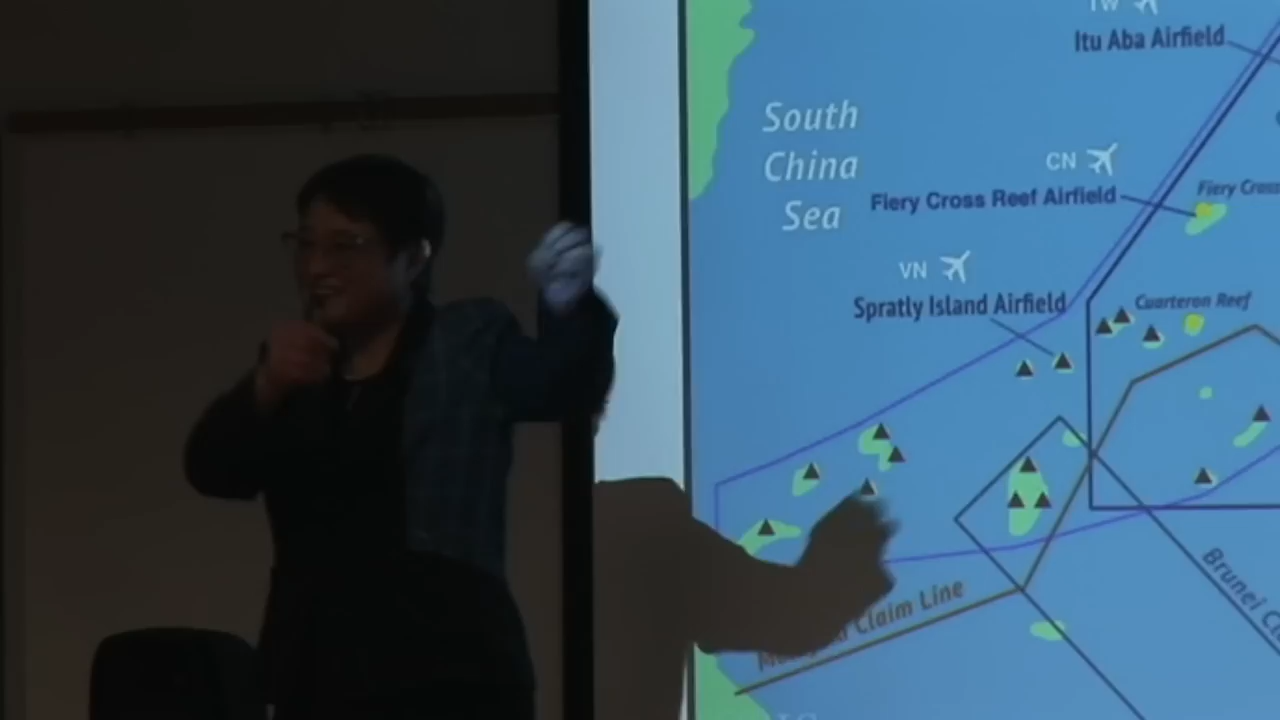 TW
Itu Aba Airfield
South
China
Sea
CN
Fiery Cross Reef Airfield
Fiery Cross
VN
Spratly Island Airfield
Cuarteron Reef
Claim Line
Brunei